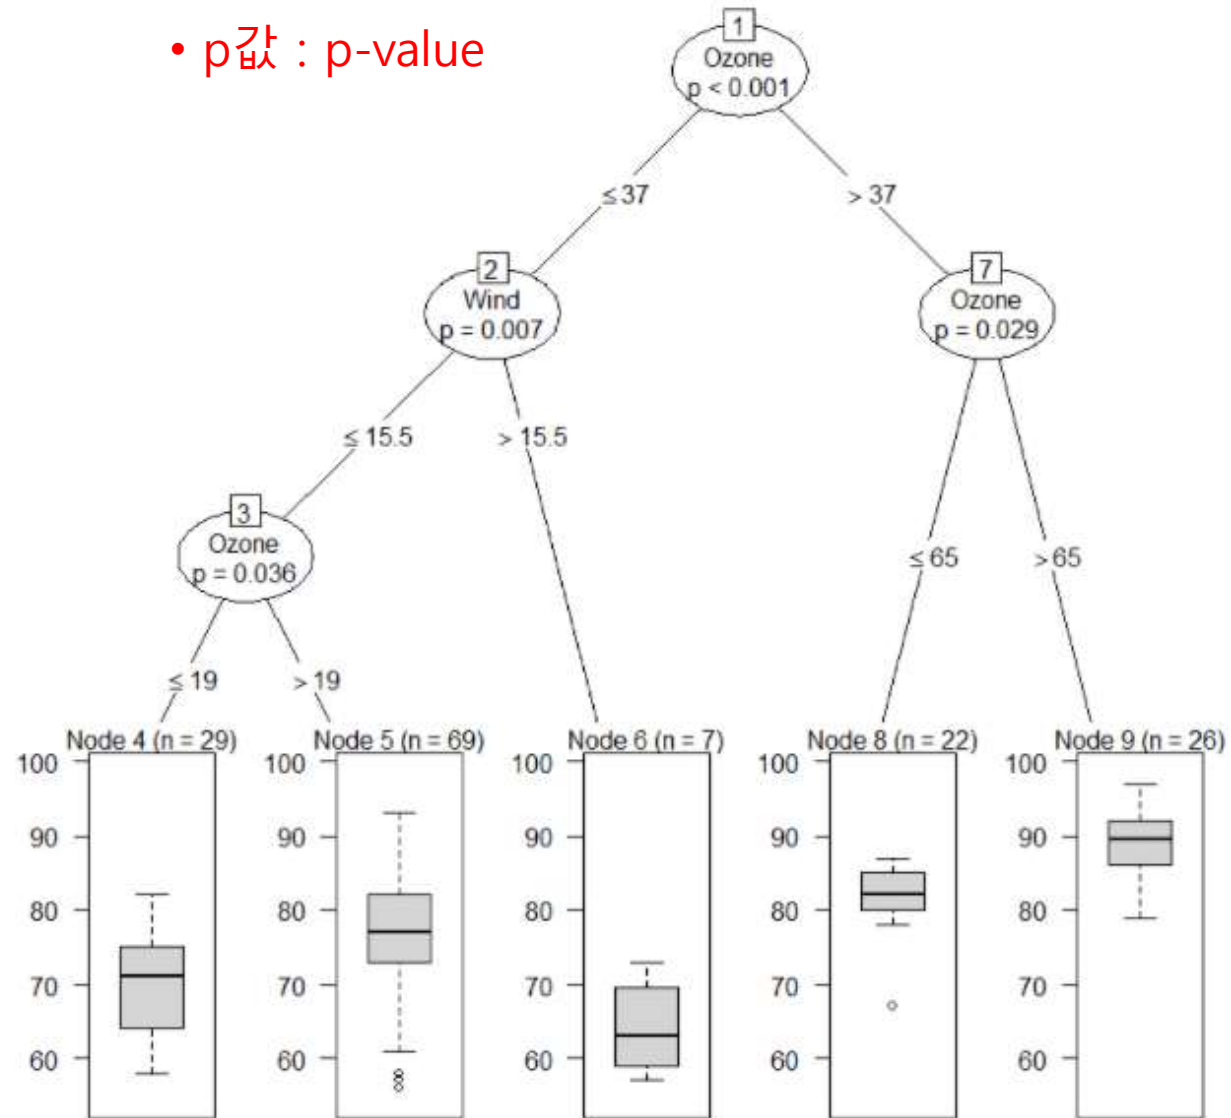 • p값 : p-value
1
Ozone
p < 0.001
≤ 37
> 37
2
Wind
p = 0.007
7
Ozone
p = 0.029
≤ 15.5
> 15.5
3
Ozone
p = 0.036
≤ 65
> 65
≤ 19
> 19
Node 4 (n = 29)
Node 5 (n = 69)
Node 6 (n = 7)
Node 8 (n = 22)
Node 9 (n = 26)
100 100 100 100 100
90 90 90 90 90
80 80 80 80 80
70 70 70 70 70
60 60 60 60 60